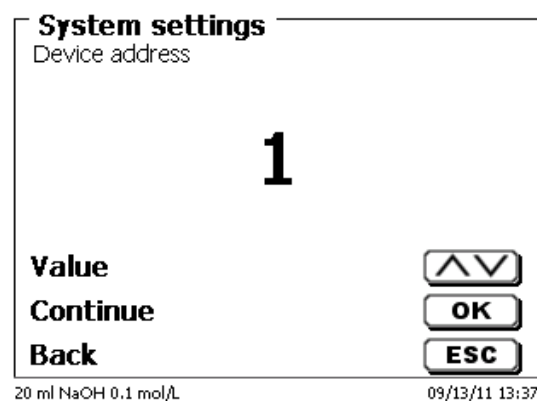 System settings
Device address
1
Value
Continue OK
Back ESC
20 ml NaOH 0.1 mol/L 09/13/11 13:37